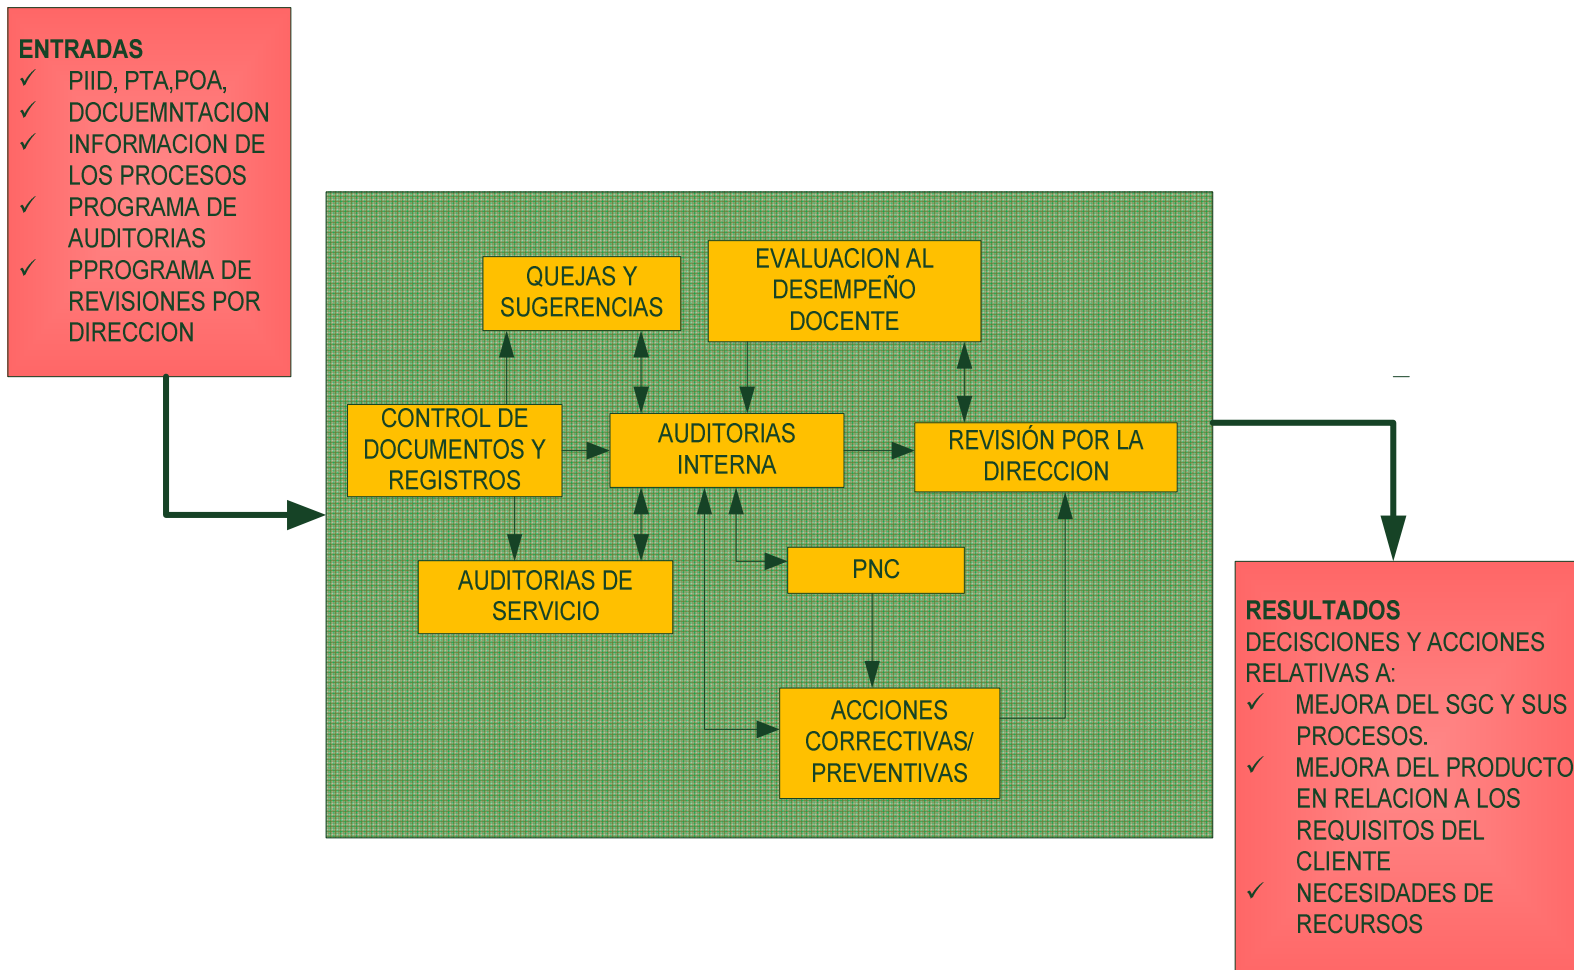 ENTRADAS
✓ PIID, PTA,POA,
✓ DOCUEMNTACION
✓ INFORMACION DE
LOS PROCESOS
✓ PROGRAMA DE
AUDITORIAS
✓ PPROGRAMA DE
REVISIONES POR
DIRECCION
QUEJAS Y
SUGERENCIAS
EVALUACION AL
DESEMPEÑO
DOCENTE
CONTROL DE
DOCUMENTOS Y
REGISTROS
AUDITORIAS
INTERNA
REVISIÓN POR LA
DIRECCION
AUDITORIAS DE
SERVICIO
PNC
ACCIONES
CORRECTIVAS/
PREVENTIVAS
RESULTADOS
DECISCIONES Y ACCIONES
RELATIVAS A:
✓ MEJORA DEL SGC Y SUS
PROCESOS.
✓ MEJORA DEL PRODUCTO
EN RELACION A LOS
REQUISITOS DEL
CLIENTE
✓ NECESIDADES DE
RECURSOS